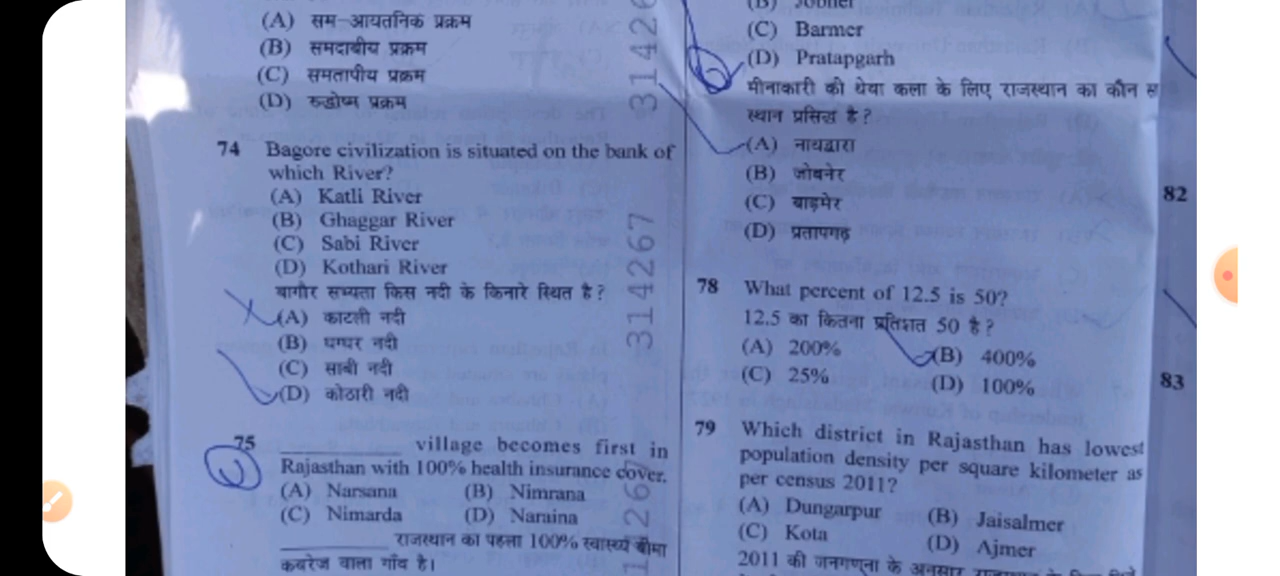 (A) सम-आयतनिक प्रक्रम
(B) समदाबीय प्रक्रम
(C) समतापीय प्रक्रम
(D) रुद्धोष्म प्रक्रम
74 Bagore civilization is situated on the bank of
which River?
(A) Katli River
(B) Ghaggar River
(C) Sabi River
(D) Kothari River
बागौर सभ्यता किस नदी के किनारे स्थित है?
(A) काटली नदी
(B) घग्घर नदी
(C) साबी नदी
(D) कोठारी नदी
75 ________ village becomes first in
Rajasthan with 100% health insurance cover.
(A) Narsana (B) Nimrana
(C) Nimarda (D) Naraina
________ राजस्थान का पहला 100% स्वास्थ्य बीमा
कवरेज वाला गाँव है।
314267
(B) Jobner
(C) Barmer
(D) Pratapgarh
मीनाकारी की थेवा कला के लिए राजस्थान का कौन सा
स्थान प्रसिद्ध है?
(A) नाथद्वारा
(B) जोबनेर
(C) बाड़मेर
(D) प्रतापगढ़
78 What percent of 12.5 is 50?
12.5 का कितना प्रतिशत 50 है?
(A) 200% (B) 400%
(C) 25% (D) 100%
79 Which district in Rajasthan has lowest
population density per square kilometer as
per census 2011?
(A) Dungarpur (B) Jaisalmer
(C) Kota (D) Ajmer
2011 की जनगणना के अनुसार
82
83